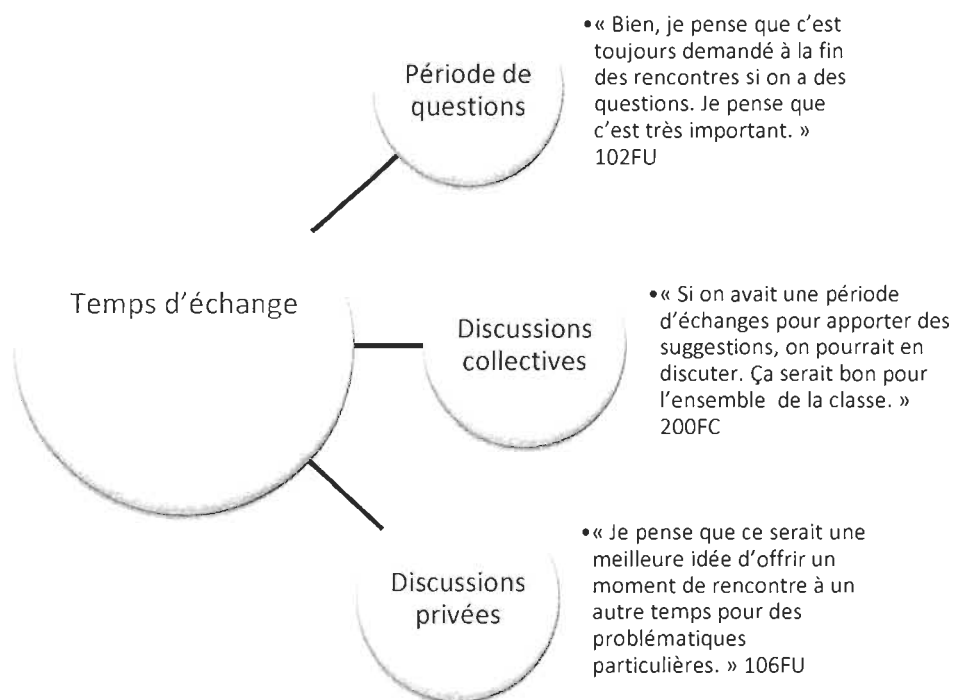 Période de
questions
•« Bien, je pense que c'est
toujours demandé à la fin
des rencontres si on a des
questions. Je pense que
c'est très important. »
102FU
Temps d'échange
Discussions
collectives
•« Si on avait une période
d'échanges pour apporter des
suggestions, on pourrait en
discuter. Ça serait bon pour
l'ensemble de la classe. »
200FC
Discussions
privées
•« Je pense que ce serait une
meilleure idée d'offrir un
moment de rencontre à un
autre temps pour des
problématiques
particulières. » 106FU